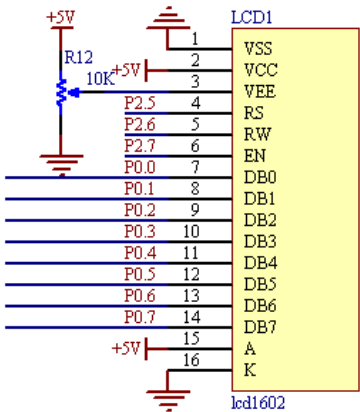 +5V LCD1
1 VSS
R12 +5V 2 VCC
10K 3 VEE
P2.5 4 RS
P2.6 5 RW
P2.7 6 EN
P0.0 7 DB0
P0.1 8 DB1
P0.2 9 DB2
P0.3 10 DB3
P0.4 11 DB4
P0.5 12 DB5
P0.6 13 DB6
P0.7 14 DB7
+5V 15 A
16 K
lcd1602